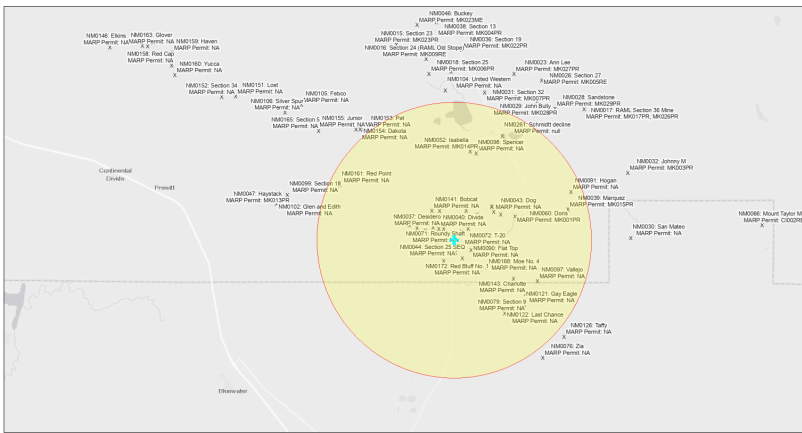 NM0046: Buckey
MARP Permit: MK023ME
NM0038: Section 13
MARP Permit: MK004PR
NM0015: Section 23
MARP Permit: MK023PR
NM0036: Section 19
MARP Permit: MK022PR
NM0016: Section 24 (RAML Old Stope)
MARP Permit: MK009RE
NM0146: Elkins
MARP Permit: NA
NM0163: Glover
MARP Permit: NA
NM0159: Haven
MARP Permit: NA
NM0158: Red Cap
MARP Permit: NA
NM0160: Yucca
MARP Permit: NA
NM0018: Section 25
MARP Permit: MK006PR
NM0023: Ann Lee
MARP Permit: MK027PR
NM0104: United Western
MARP Permit: NA
NM0026: Section 27
MARP Permit: MK005RE
NM0152: Section 34
MARP Permit: NA
NM0151: Lost
MARP Permit: NA
NM0031: Section 32
MARP Permit: MK007PR
NM0028: Sandstone
MARP Permit: MK029PR
NM0105: Febco
MARP Permit: NA
NM0106: Silver Spur
MARP Permit: NA
NM0029: John Bully
MARP Permit: MK028PR
NM0017: RAML Section 36 Mine
MARP Permit: MK017PR, MK026PR
NM0165: Section 5
MARP Permit: NA
NM0155: Junior
MARP Permit: NA
NM0153: Pat
MARP Permit: NA
NM0154: Dakota
MARP Permit: NA
NM0261: Schmidtt decline
MARP Permit: null
NM0052: Isabella
MARP Permit: MK014PR
NM0098: Spencer
MARP Permit: NA
NM0032: Johnny M
MARP Permit: MK003PR
Continental
Divide
Prewitt
NM0161: Red Point
MARP Permit: NA
NM0099: Section 18
MARP Permit: NA
NM0091: Hogan
MARP Permit: NA
NM0047: Haystack
MARP Permit: MK013PR
NM0102: Glen and Edith
MARP Permit: NA
NM0141: Bobcat
MARP Permit: NA
NM0043: Dog
MARP Permit: NA
NM0039: Marquez
MARP Permit: MK015PR
NM0037: Desidero
MARP Permit: NA
NM0040: Divide
MARP Permit: NA
NM0060: Doris
MARP Permit: MK001PR
NM0066: Mount Taylor M
MARP Permit: CI002RE
NM0030: San Mateo
MARP Permit: NA
NM0071: Roundy Shaft
MARP Permit:
NM0072: T-20
MARP Permit: NA
NM0044: Section 25 SEQ
MARP Permit: NA
NM0090: Flat Top
MARP Permit: NA
NM0172: Red Bluff No. 1
MARP Permit: NA
NM0168: Moe No. 4
MARP Permit: NA
NM0097: Vallejo
MARP Permit: NA
NM0143: Charlotte
MARP Permit: NA
NM0121: Gay Eagle
MARP Permit: NA
NM0079: Section 9
MARP Permit: NA
NM0122: Last Chance
MARP Permit: NA
NM0126: Taffy
MARP Permit: NA
NM0076: Zia
MARP Permit: NA
Bluewater